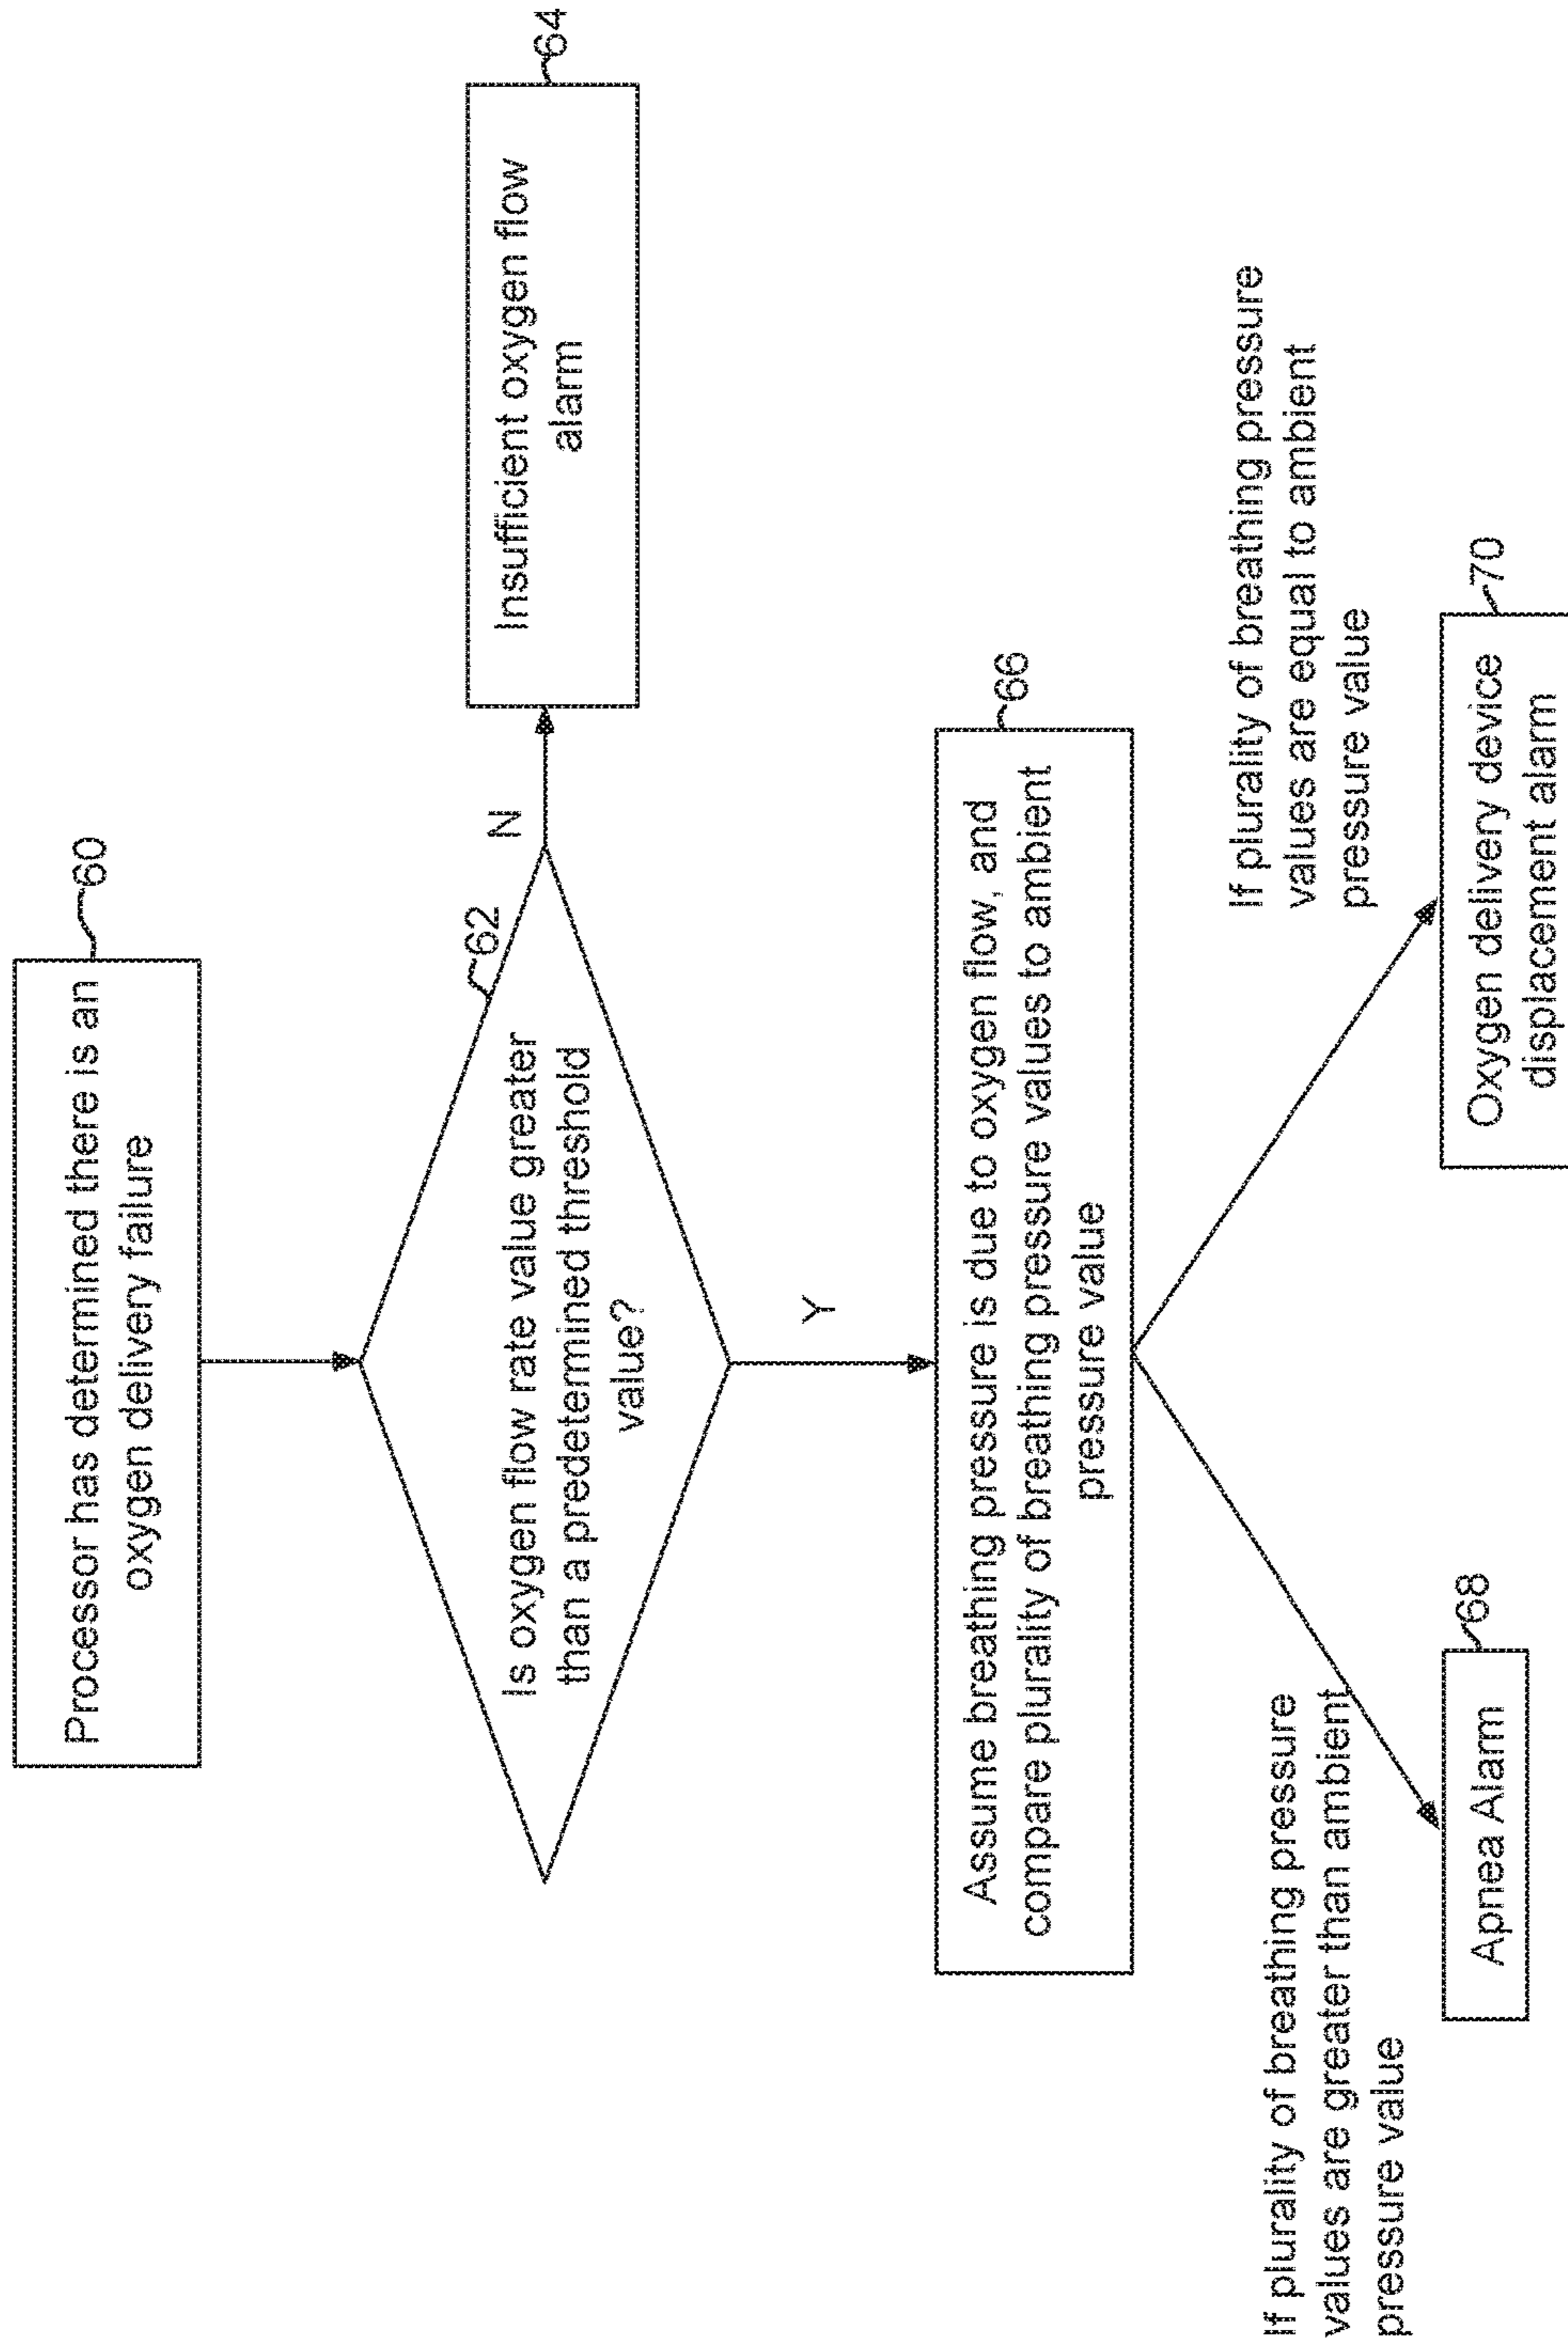 Processor has determined there is an
oxygen delivery failure
60
62
Is oxygen flow rate value greater
than a predetermined threshold
value?
N
Insufficient oxygen flow
alarm
64
Y
Assume breathing pressure is due to oxygen flow, and
compare plurality of breathing pressure values to ambient
pressure value
66
If plurality of breathing pressure
values are greater than ambient
pressure value
If plurality of breathing pressure
values are equal to ambient
pressure value
Apnea Alarm
68
Oxygen delivery device
displacement alarm
70